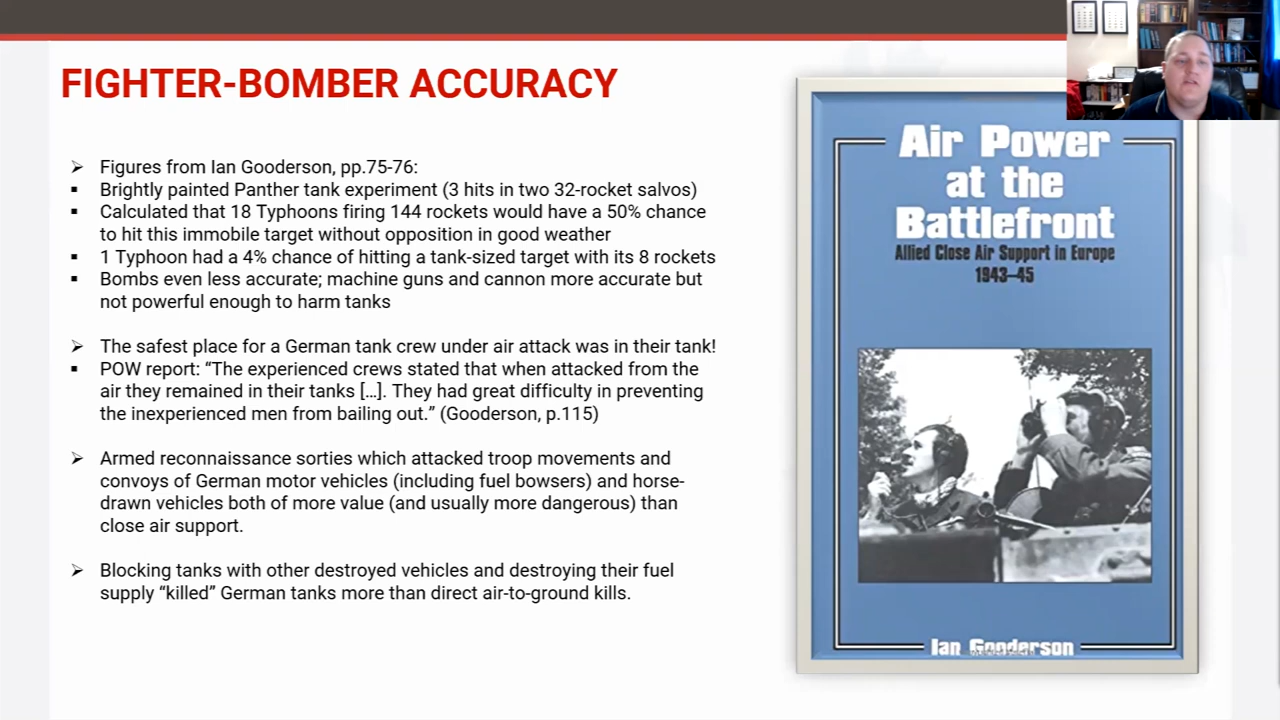 FIGHTER-BOMBER ACCURACY
➢ Figures from Ian Gooderson, pp.75-76:
▪ Brightly painted Panther tank experiment (3 hits in two 32-rocket salvos)
▪ Calculated that 18 Typhoons firing 144 rockets would have a 50% chance
to hit this immobile target without opposition in good weather
▪ 1 Typhoon had a 4% chance of hitting a tank-sized target with its 8 rockets
▪ Bombs even less accurate; machine guns and cannon more accurate but
not powerful enough to harm tanks
➢ The safest place for a German tank crew under air attack was in their tank!
▪ POW report: “The experienced crews stated that when attacked from the
air they remained in their tanks […]. They had great difficulty in preventing
the inexperienced men from bailing out.” (Gooderson, p.115)
➢ Armed reconnaissance sorties which attacked troop movements and
convoys of German motor vehicles (including fuel bowsers) and horse-
drawn vehicles both of more value (and usually more dangerous) than
close air support.
➢ Blocking tanks with other destroyed vehicles and destroying their fuel
supply “killed” German tanks more than direct air-to-ground kills.
Air Power
at the
Battlefront
Allied Close Air Support in Europe
1943–45
Ian Gooderson